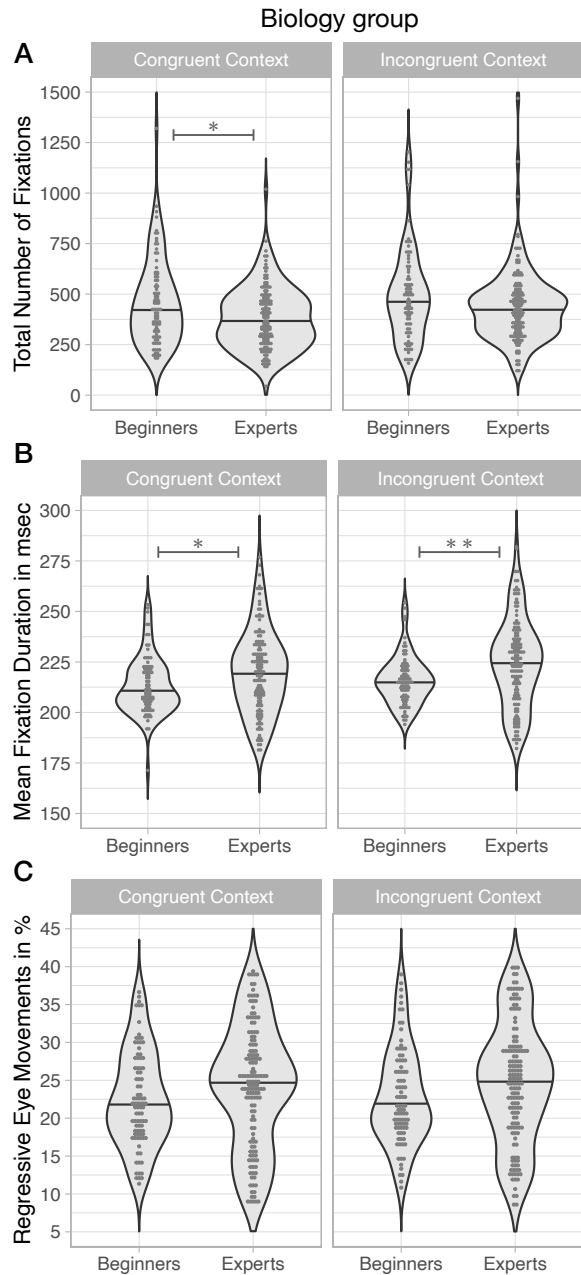 Biology group
A
Congruent Context
Incongruent Context
Total Number of Fixations
1500
1250
1000
750
500
250
0
*
Beginners
Experts
Beginners
Experts
B
Congruent Context
Incongruent Context
Mean Fixation Duration in msec
300
275
250
225
200
175
150
*
**
Beginners
Experts
Beginners
Experts
C
Congruent Context
Incongruent Context
Regressive Eye Movements in %
45
40
35
30
25
20
15
10
5
Beginners
Experts
Beginners
Experts